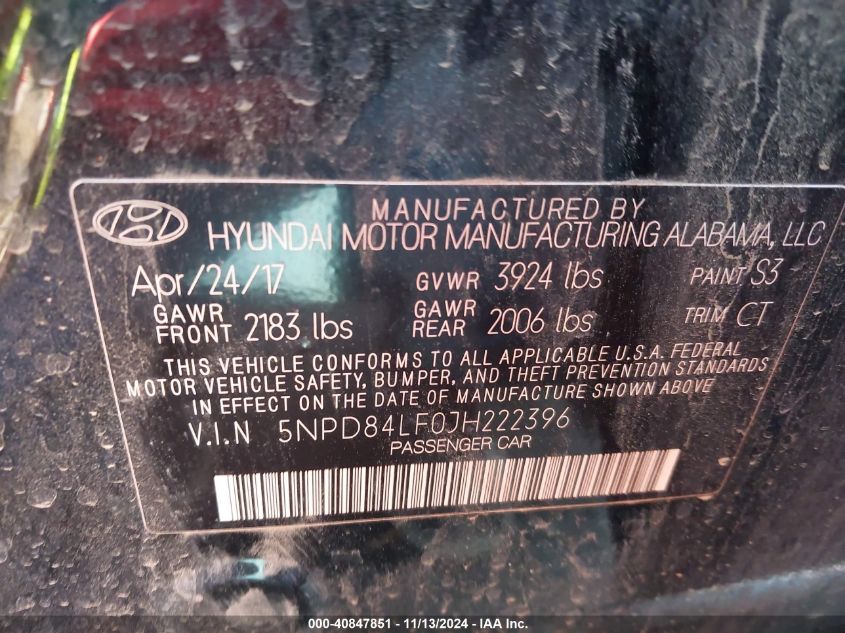 MANUFACTURED BY
HYUNDAI MOTOR MANUFACTURING ALABAMA, LLC
Apr/24/17 GVWR 3924 lbs PAINT S3
GAWR FRONT 2183 lbs GAWR REAR 2006 lbs TRIM CT
THIS VEHICLE CONFORMS TO ALL APPLICABLE U.S.A. FEDERAL
MOTOR VEHICLE SAFETY, BUMPER, AND THEFT PREVENTION STANDARDS
IN EFFECT ON THE DATE OF MANUFACTURE SHOWN ABOVE
V.I.N 5NPD84LF0JH222396
PASSENGER CAR
000-40847851 - 11/13/2024 - IAA Inc.